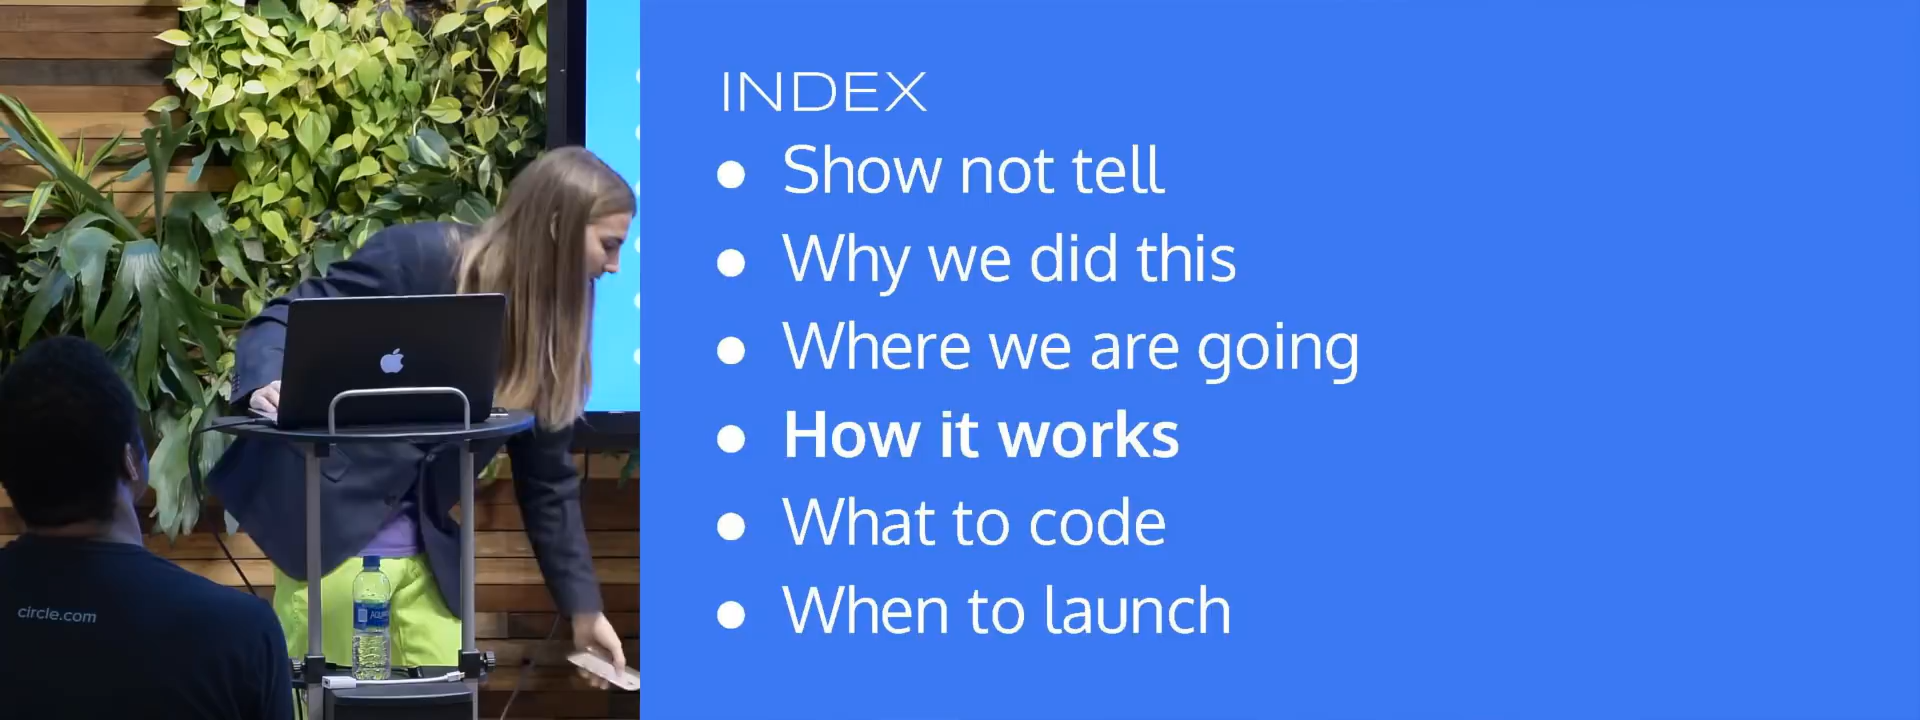 INDEX
Show not tell
Why we did this
Where we are going
How it works
What to code
When to launch
circle.com